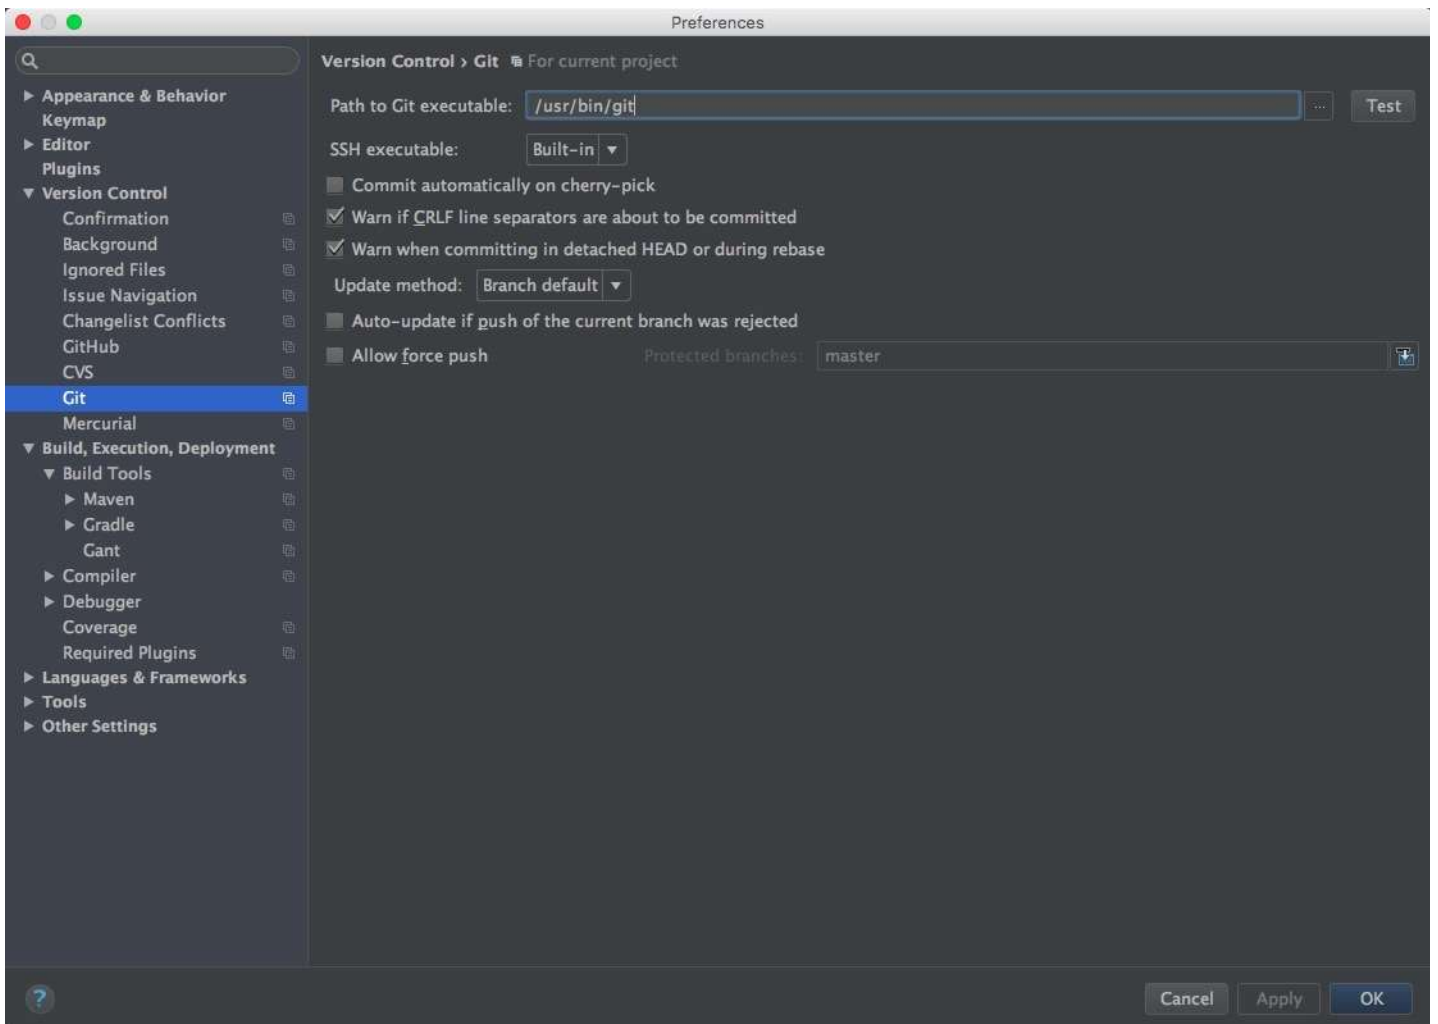 Preferences
Version Control › Git For current project
Appearance & Behavior
Keymap
Editor
Plugins
Version Control
Confirmation
Background
Ignored Files
Issue Navigation
Changelist Conflicts
GitHub
CVS
Git
Mercurial
Build, Execution, Deployment
Build Tools
Maven
Gradle
Gant
Compiler
Debugger
Coverage
Required Plugins
Languages & Frameworks
Tools
Other Settings
Path to Git executable: /usr/bin/git ... Test
SSH executable: Built-in
Commit automatically on cherry-pick
Warn if CRLF line separators are about to be committed
Warn when committing in detached HEAD or during rebase
Update method: Branch default
Auto-update if push of the current branch was rejected
Allow force push Protected branches: master
? Cancel Apply OK